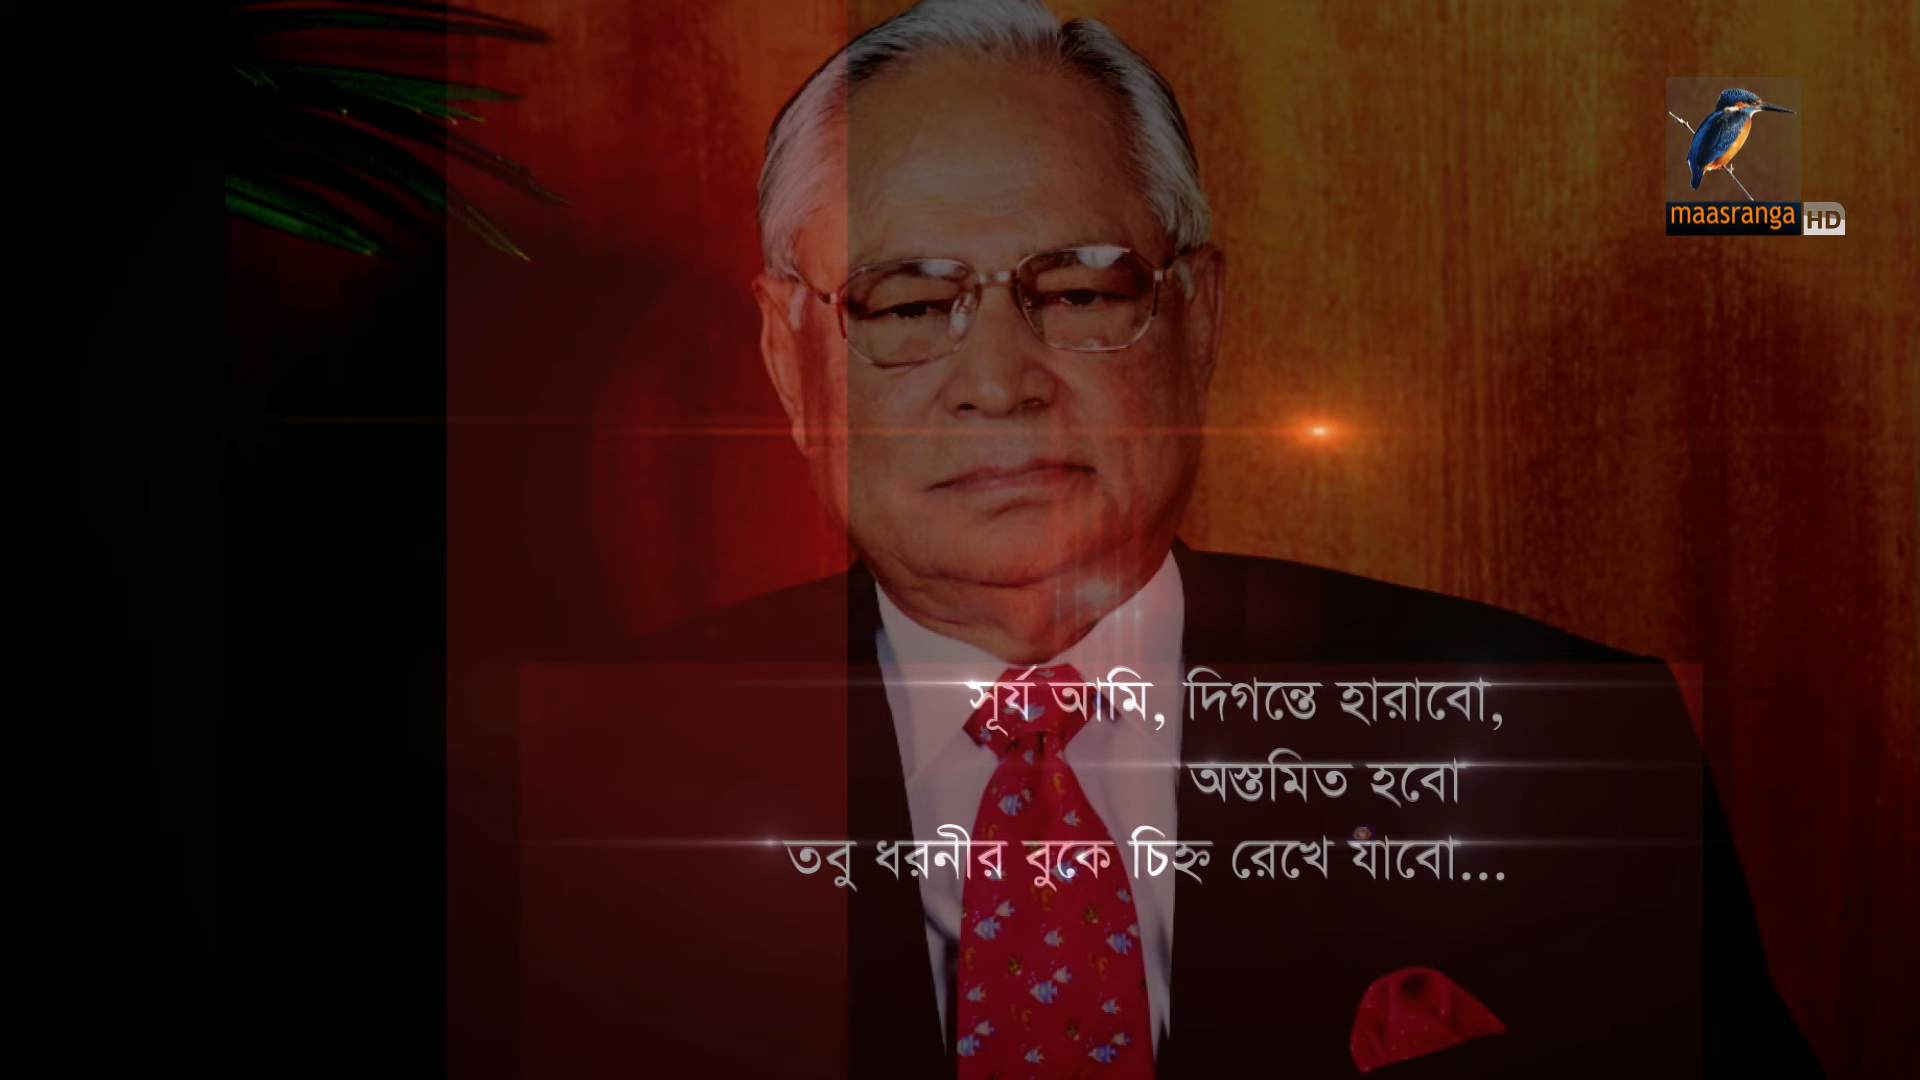 maasranga HD
সূর্য আমি, দিগন্তে হারাবো,
অস্তমিত হবো
তবু ধরনীর বুকে চিহ্ন রেখে যাবো...